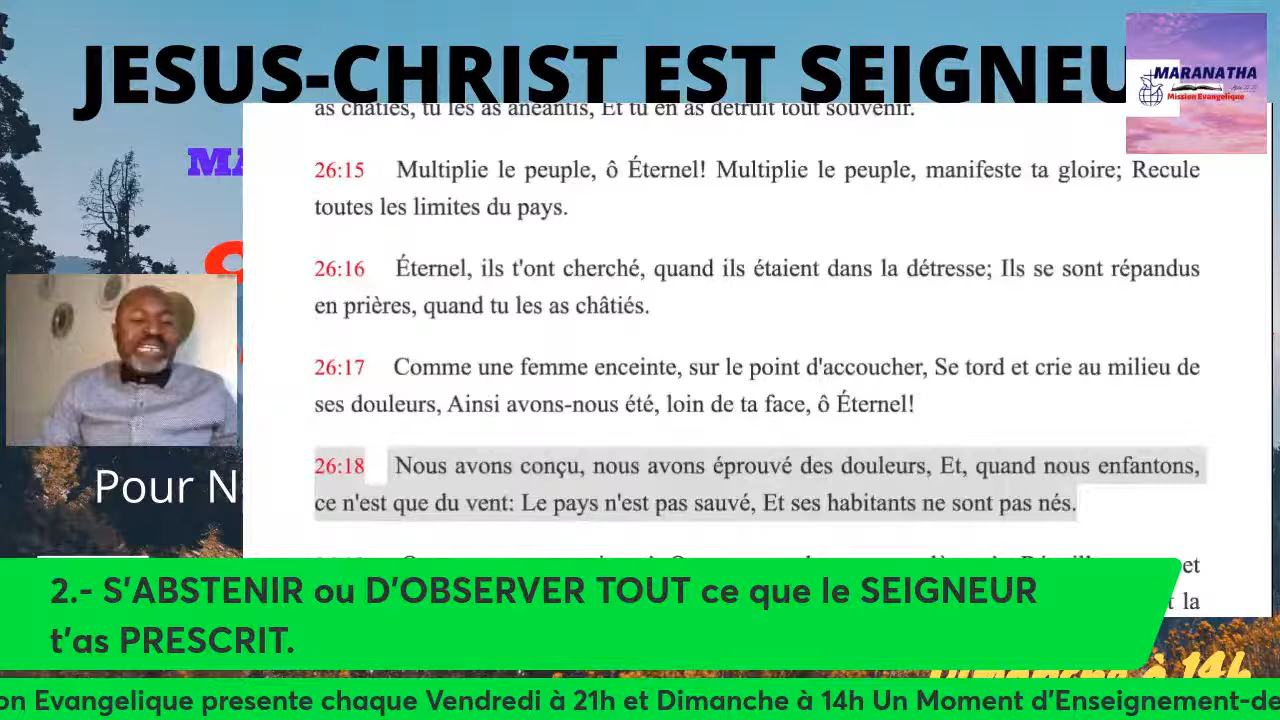 JESUS-CHRIST EST SEIGNEU
MARANATHA
Mission Evangelique
MA
as châtiés, tu les as anéantis, Et tu en as détruit tout souvenir.
26:15 Multiplie le peuple, ô Éternel! Multiplie le peuple, manifeste ta gloire; Recule
toutes les limites du pays.
26:16 Éternel, ils t'ont cherché, quand ils étaient dans la détresse; Ils se sont répandus
en prières, quand tu les as châtiés.
26:17 Comme une femme enceinte, sur le point d'accoucher, Se tord et crie au milieu de
ses douleurs, Ainsi avons-nous été, loin de ta face, ô Éternel!
26:18 Nous avons conçu, nous avons éprouvé des douleurs, Et, quand nous enfantons,
ce n'est que du vent: Le pays n'est pas sauvé, Et ses habitants ne sont pas nés.
Pour N
et
la
2.- S'ABSTENIR ou D'OBSERVER TOUT ce que le SEIGNEUR
t'as PRESCRIT.
Dimanche à 14h
on Evangelique presente chaque Vendredi à 21h et Dimanche à 14h Un Moment d'Enseignement-de